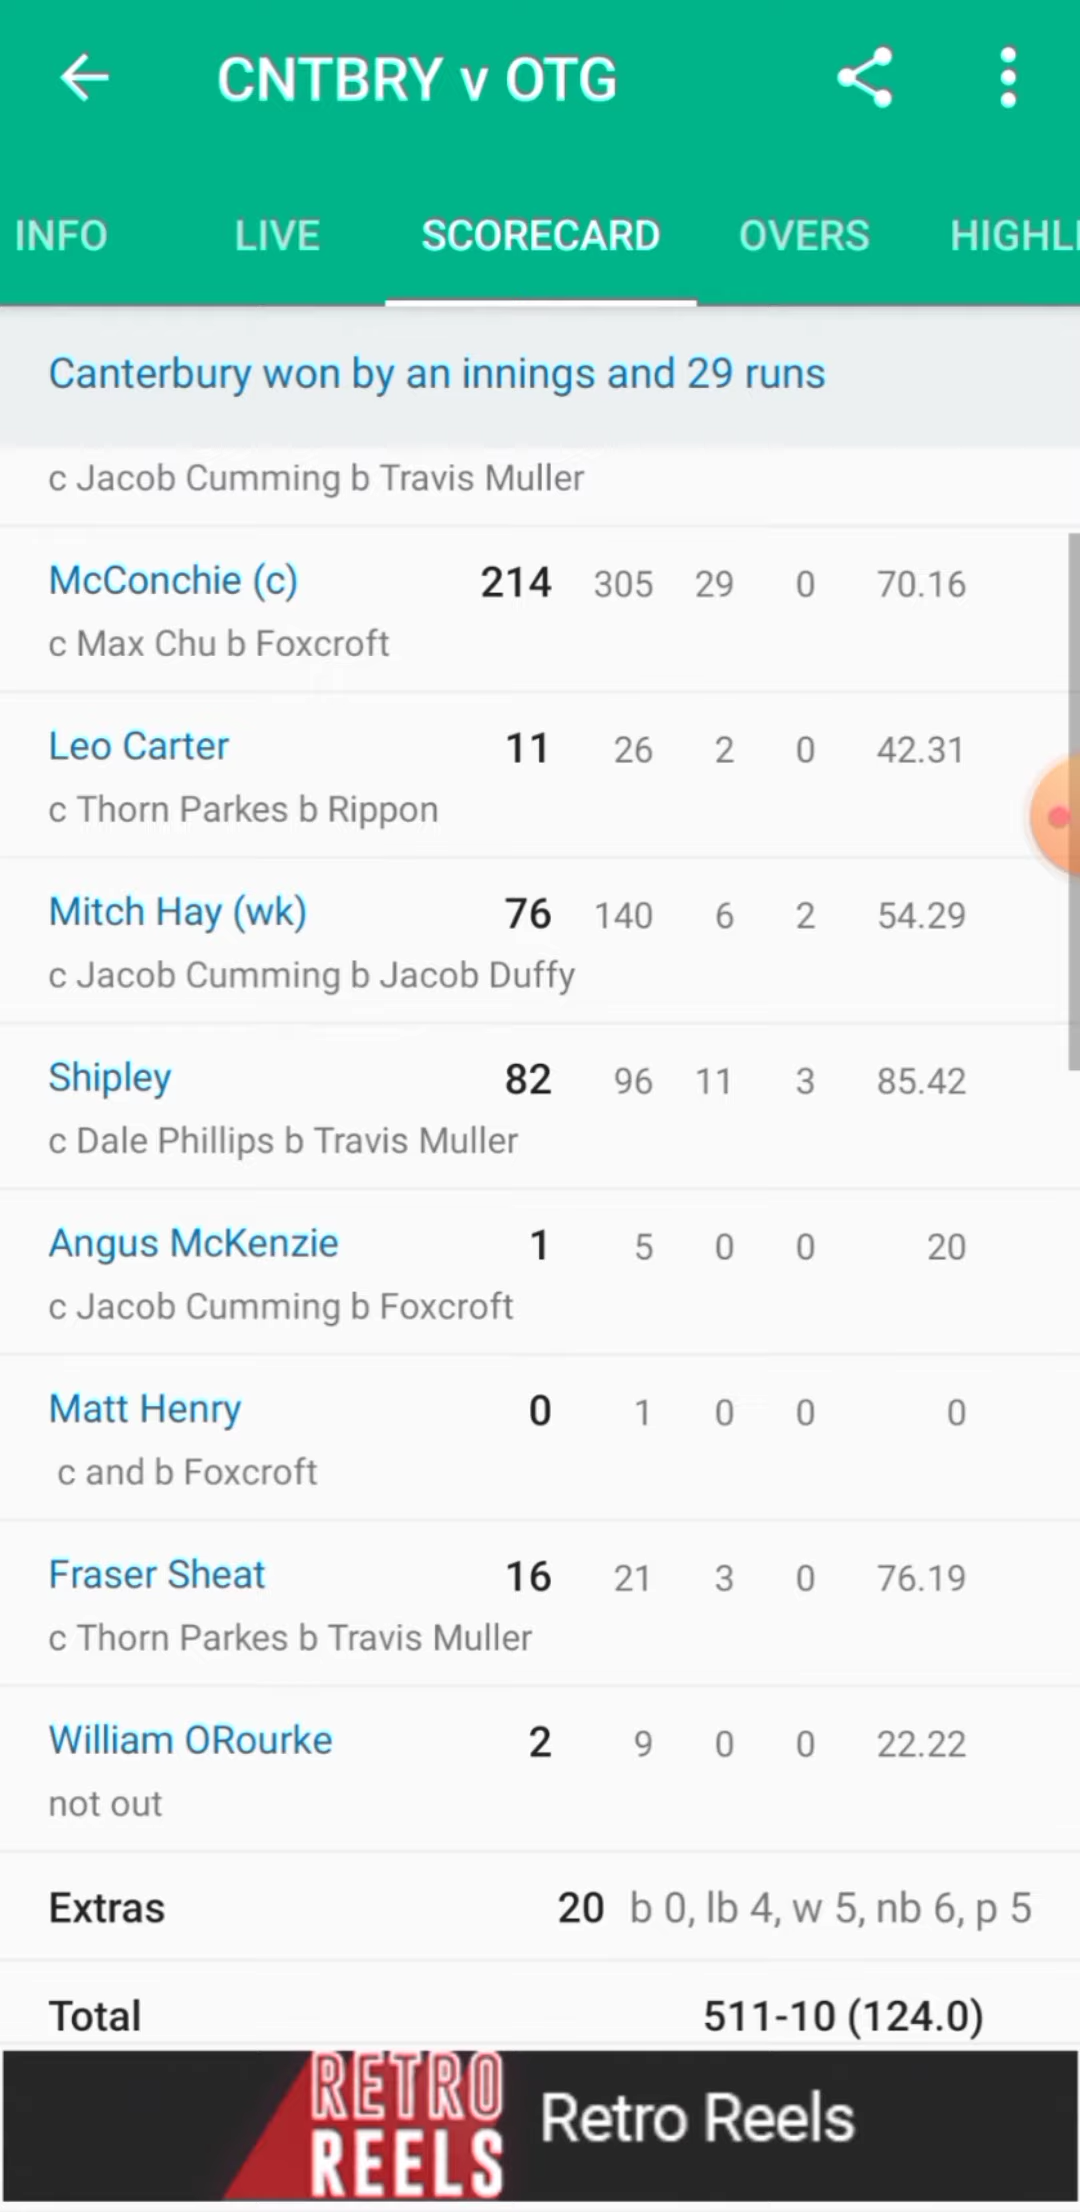 CNTBRY v OTG
INFO LIVE SCORECARD OVERS HIGHLI
Canterbury won by an innings and 29 runs
c Jacob Cumming b Travis Muller
McConchie (c) 214 305 29 0 70.16
c Max Chu b Foxcroft
Leo Carter 11 26 2 0 42.31
c Thorn Parkes b Rippon
Mitch Hay (wk) 76 140 6 2 54.29
c Jacob Cumming b Jacob Duffy
Shipley 82 96 11 3 85.42
c Dale Phillips b Travis Muller
Angus McKenzie 1 5 0 0 20
c Jacob Cumming b Foxcroft
Matt Henry 0 1 0 0 0
c and b Foxcroft
Fraser Sheat 16 21 3 0 76.19
c Thorn Parkes b Travis Muller
William ORourke 2 9 0 0 22.22
not out
Extras 20 b 0, lb 4, w 5, nb 6, p 5
Total 511-10 (124.0)
RETRO
REELS
Retro Reels